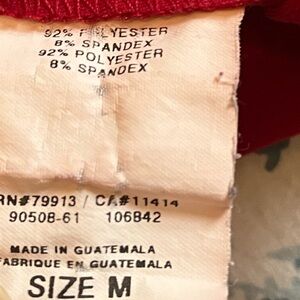 92% POLYESTER
8% SPANDEX
92% POLYESTER
8% SPANDEX
RN#79913 / CA#11414
90508-61 106842
MADE IN GUATEMALA
FABRIQUE EN GUATEMALA
SIZE M